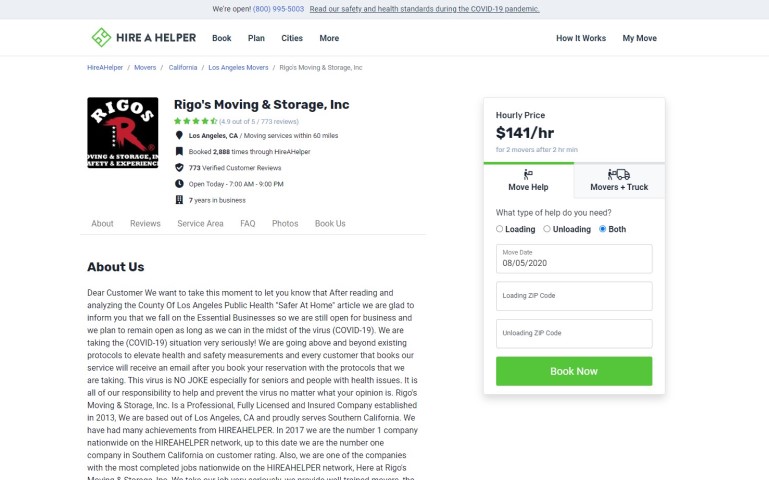 We're open! (800) 995-5003 Read our safety and health standards during the COVID-19 pandemic.
HIRE A HELPER Book Plan Cities More How It Works My Move
HireAHelper / Movers / California / Los Angeles Movers / Rigo's Moving & Storage, Inc
RIGOS
R
MOVING & STORAGE, IN
SAFETY & EXPERIENC
Rigo's Moving & Storage, Inc
(4.9 out of 5 / 773 reviews)
Los Angeles, CA / Moving services within 60 miles
Booked 2,888 times through HireAHelper
773 Verified Customer Reviews
Open Today - 7:00 AM - 9:00 PM
7 years in business
About Reviews Service Area FAQ Photos Book Us
About Us
Dear Customer We want to take this moment to let you know that After reading and
analyzing the County Of Los Angeles Public Health "Safer At Home" article we are glad to
inform you that we fall on the Essential Businesses so we are still open for business and
we plan to remain open as long as we can in the midst of the virus (COVID-19). We are
taking the (COVID-19) situation very seriously! We are going above and beyond existing
protocols to elevate health and safety measurements and every customer that books our
service will receive an email after you book your reservation with the protocols that we
are taking. This virus is NO JOKE especially for seniors and people with health issues. It is
all of our responsibility to help and prevent the virus no matter what your opinion is. Rigo's
Moving & Storage, Inc. Is a Professional, Fully Licensed and Insured Company established
in 2013, We are based out of Los Angeles, CA and proudly serves Southern California. We
have had many achievements from HIREAHELPER. In 2017 we are the number 1 company
nationwide on the HIREAHELPER network, up to this date we are the number one
company in Southern California on customer rating. Also, we are one of the companies
with the most completed jobs nationwide on the HIREAHELPER network, Here at Rigo's
Moving & Storage, Inc. We take our job very seriously, we provide well trained movers, the
Hourly Price
$141/hr
for 2 movers after 2 hr min
Move Help
Movers + Truck
What type of help do you need?
Loading Unloading Both
Move Date
08/05/2020
Loading ZIP Code
Unloading ZIP Code
Book Now